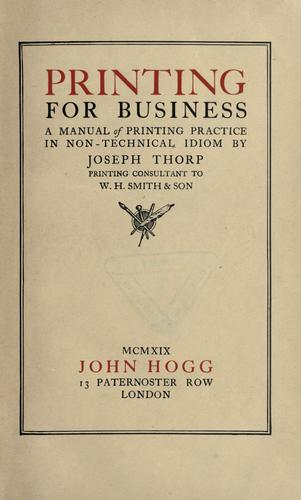 PRINTING
FOR BUSINESS
A MANUAL of PRINTING PRACTICE
IN NON-TECHNICAL IDIOM BY
JOSEPH THORP
PRINTING CONSULTANT TO
W. H. SMITH & SON
MCMXIX
JOHN HOGG
13 PATERNOSTER ROW
LONDON